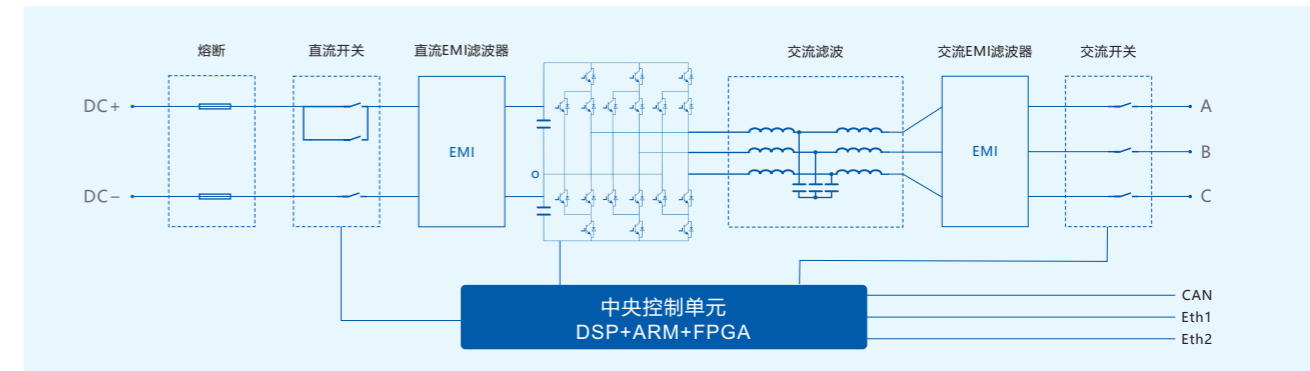 熔断
直流开关
直流EMI滤波器
交流滤波
交流EMI滤波器
交流开关
DC+
A
EMI
EMI
B
O
DC−
C
中央控制单元
DSP+ARM+FPGA
CAN
Eth1
Eth2